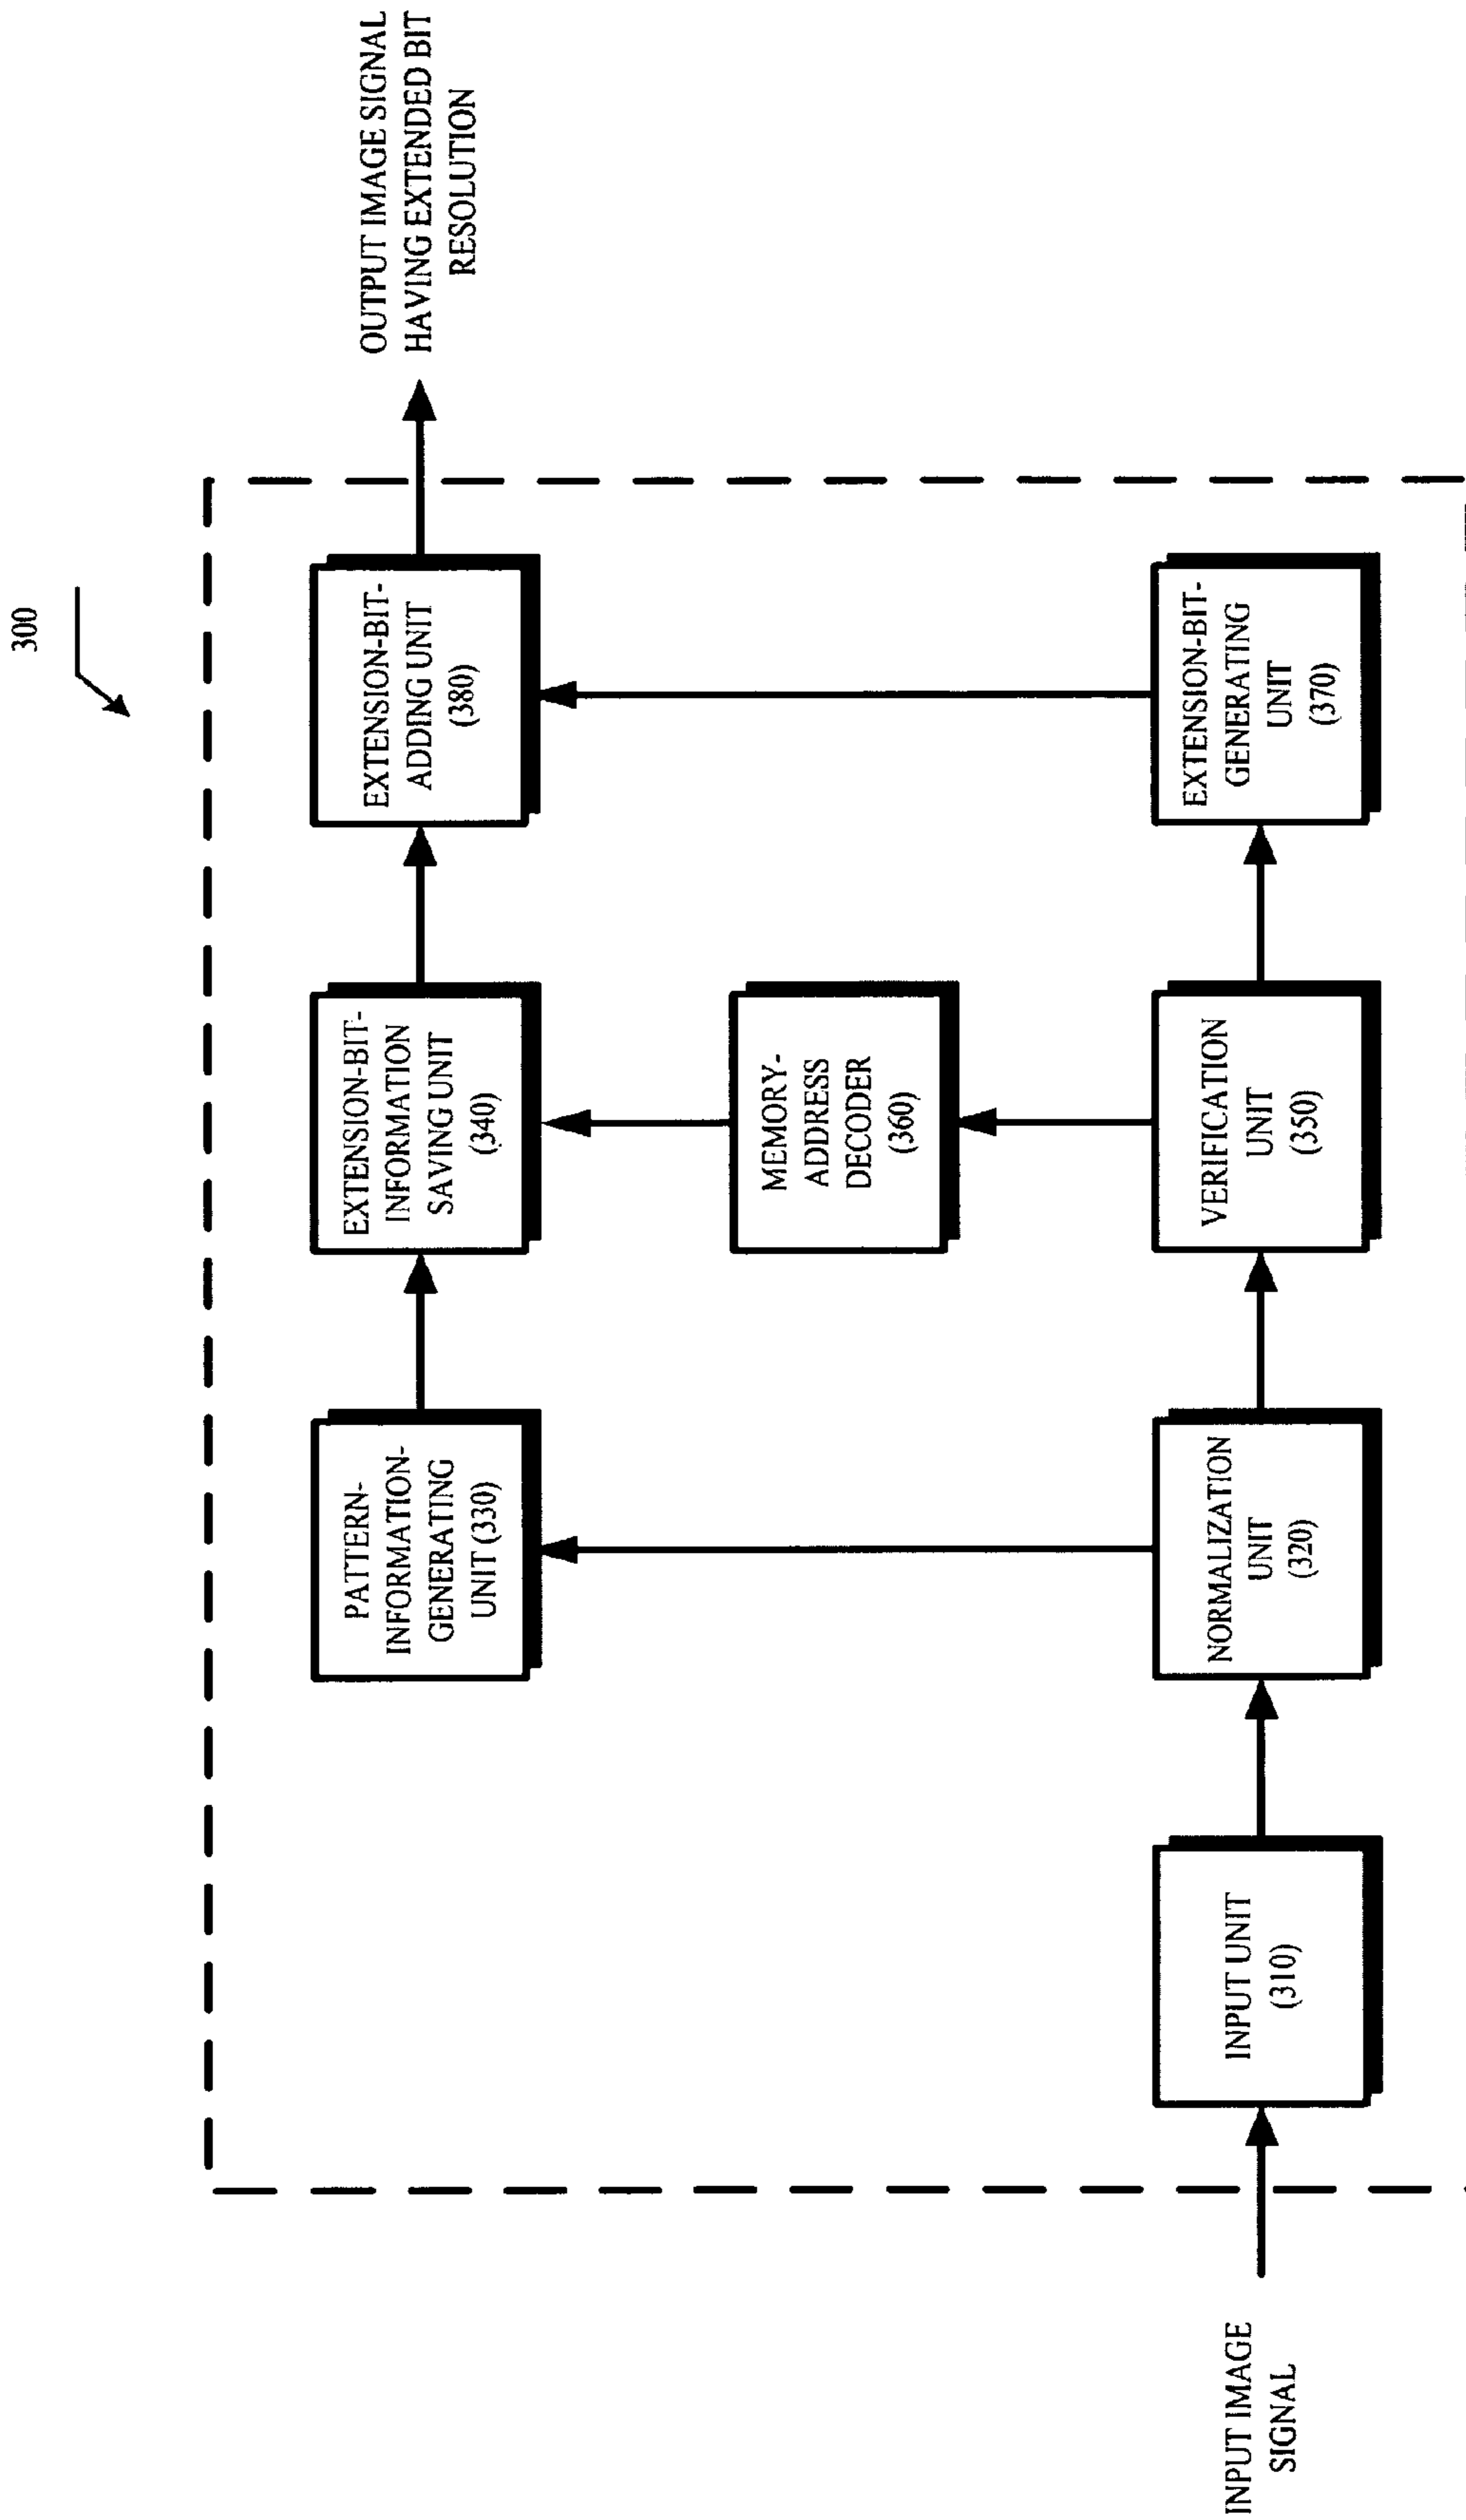 300
PATTERN-
INFORMATION-
GENERATING
UNIT (330)
EXTENSION-BIT-
INFORMATION
SAVING UNIT
(340)
EXTENSION-BIT-
ADDING UNIT
(380)
OUTPUT IMAGE SIGNAL
HAVING EXTENDED BIT
RESOLUTION
MEMORY-
ADDRESS
DECODER
(360)
INPUT IMAGE
SIGNAL
INPUT UNIT
(310)
NORMALIZATION
UNIT
(320)
VERIFICATION
UNIT
(350)
EXTENSION-BIT-
GENERATING
UNIT
(370)